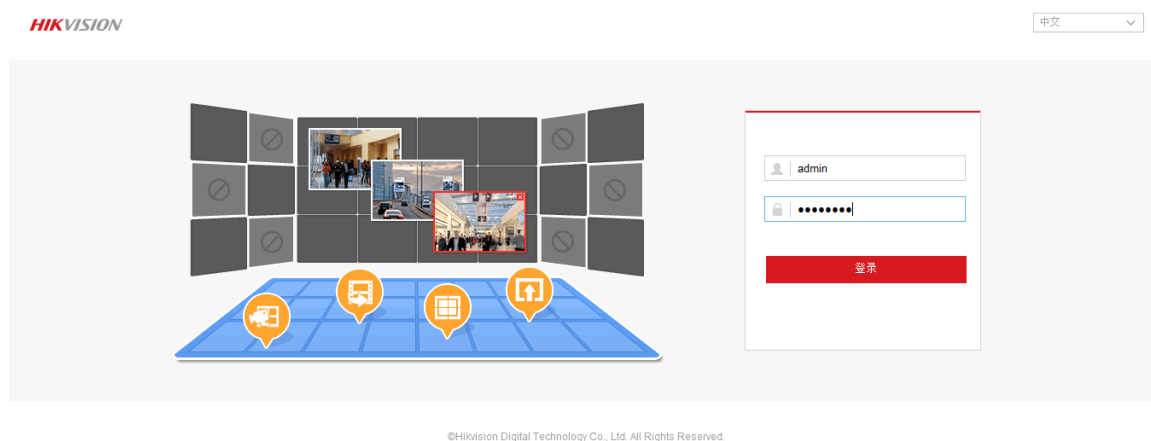 HIKVISION
中文
admin
••••••••
登录
©Hikvision Digital Technology Co., Ltd. All Rights Reserved.